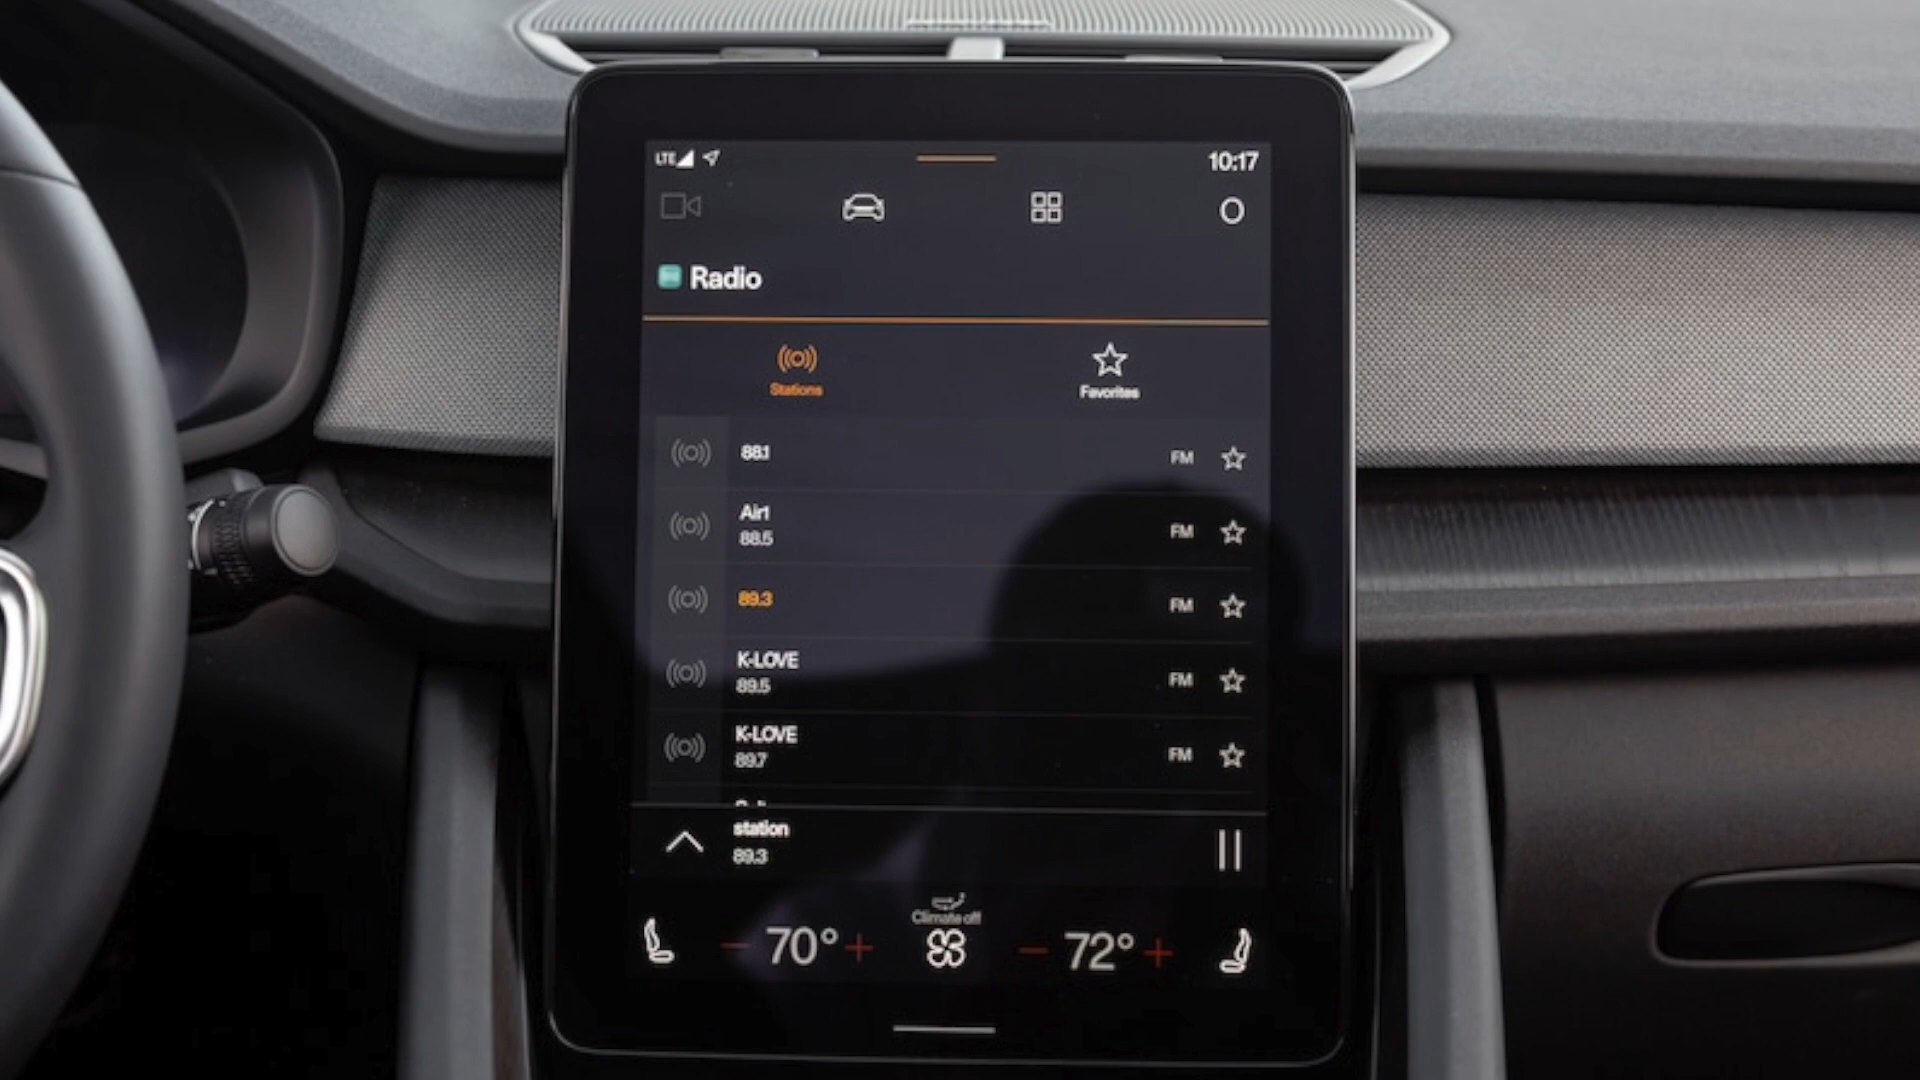 LTE 10:17
Radio
Stations Favorites
88.1 FM
Air1
88.5 FM
89.3 FM
K-LOVE
89.5 FM
K-LOVE
89.7 FM
station
89.3
Climate off
70° 72°